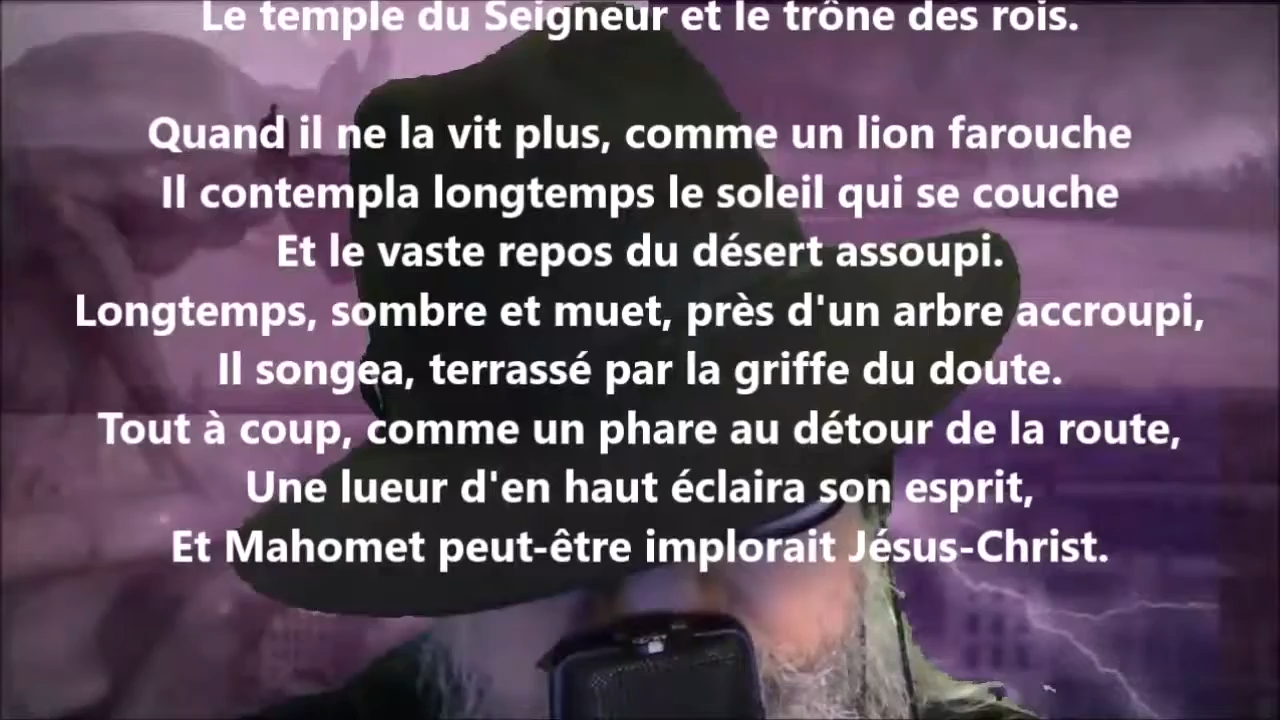 Le temple du Seigneur et le trône des rois.
Quand il ne la vit plus, comme un lion farouche
Il contempla longtemps le soleil qui se couche
Et le vaste repos du désert assoupi.
Longtemps, sombre et muet, près d'un arbre accroupi,
Il songea, terrassé par la griffe du doute.
Tout à coup, comme un phare au détour de la route,
Une lueur d'en haut éclaira son esprit,
Et Mahomet peut-être implorait Jésus-Christ.